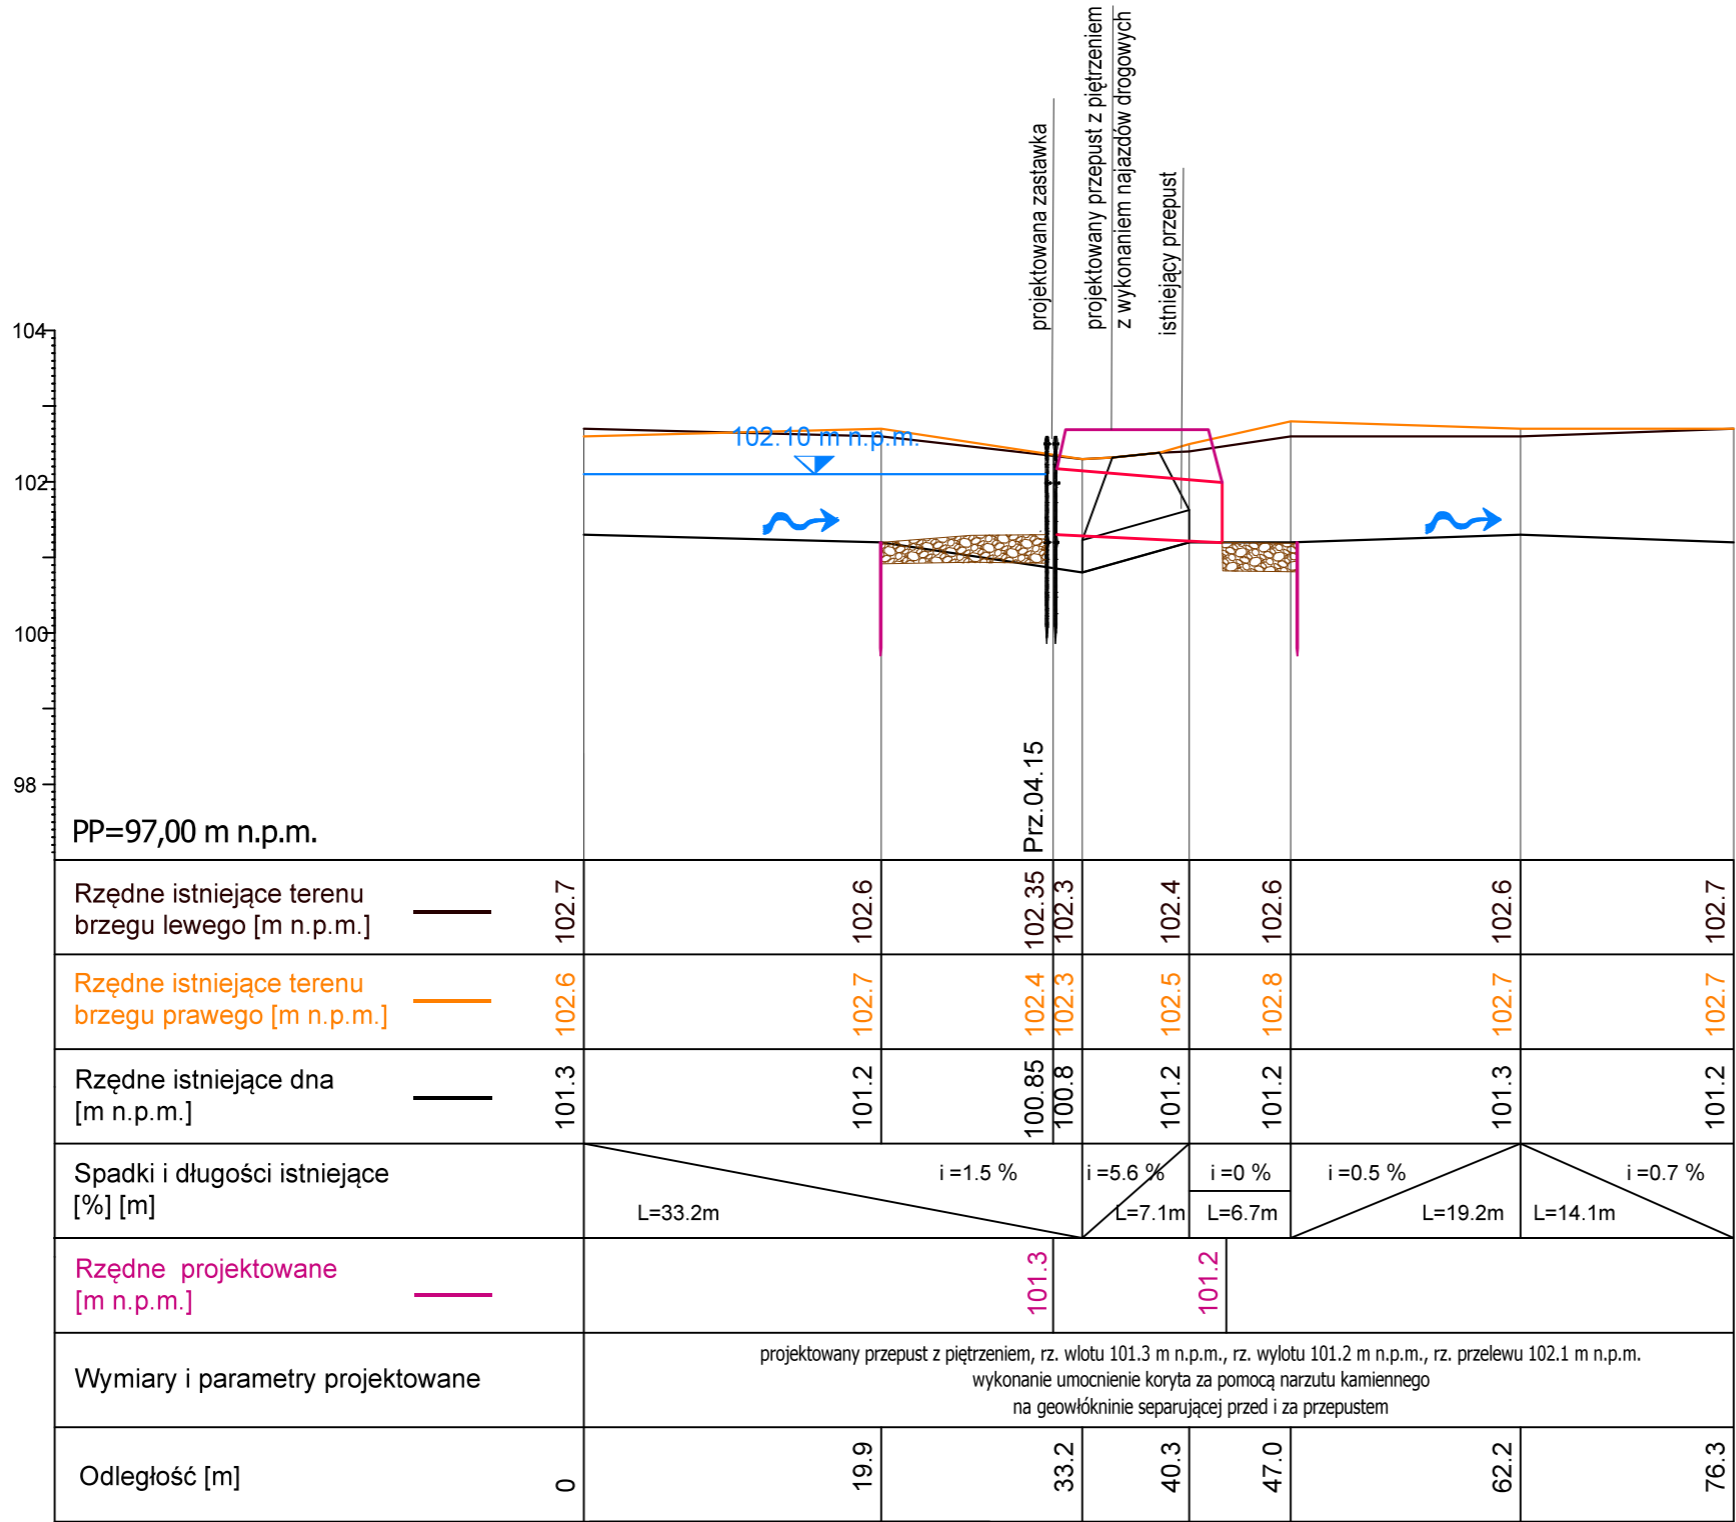 projektowana zastawka
projektowany przepust z piętrzeniem
z wykonaniem najazdów drogowych
istniejący przepust
104
102
100
98
102.10 m n.p.m.
Prz.04.15
PP=97,00 m n.p.m.
Rzędne istniejące terenu
brzegu lewego [m n.p.m.]
102.7 102.6 102.35 102.3 102.4 102.6 102.6 102.7
Rzędne istniejące terenu
brzegu prawego [m n.p.m.]
102.6 102.7 102.4 102.3 102.5 102.8 102.7 102.7
Rzędne istniejące dna
[m n.p.m.]
101.3 101.2 100.85 100.8 101.2 101.2 101.3 101.2
Spadki i długości istniejące
[%] [m]
i =1.5 % i =5.6 % i =0 % i =0.5 % i =0.7 %
L=33.2m L=7.1m L=6.7m L=19.2m L=14.1m
Rzędne projektowane
[m n.p.m.]
101.3 101.2
Wymiary i parametry projektowane
projektowany przepust z piętrzeniem, rz. wlotu 101.3 m n.p.m., rz. wylotu 101.2 m n.p.m., rz. przelewu 102.1 m n.p.m.
wykonanie umocnienie koryta za pomocą narzutu kamiennego
na geowłókninie separującej przed i za przepustem
Odległość [m]
0 19.9 33.2 40.3 47.0 62.2 76.3